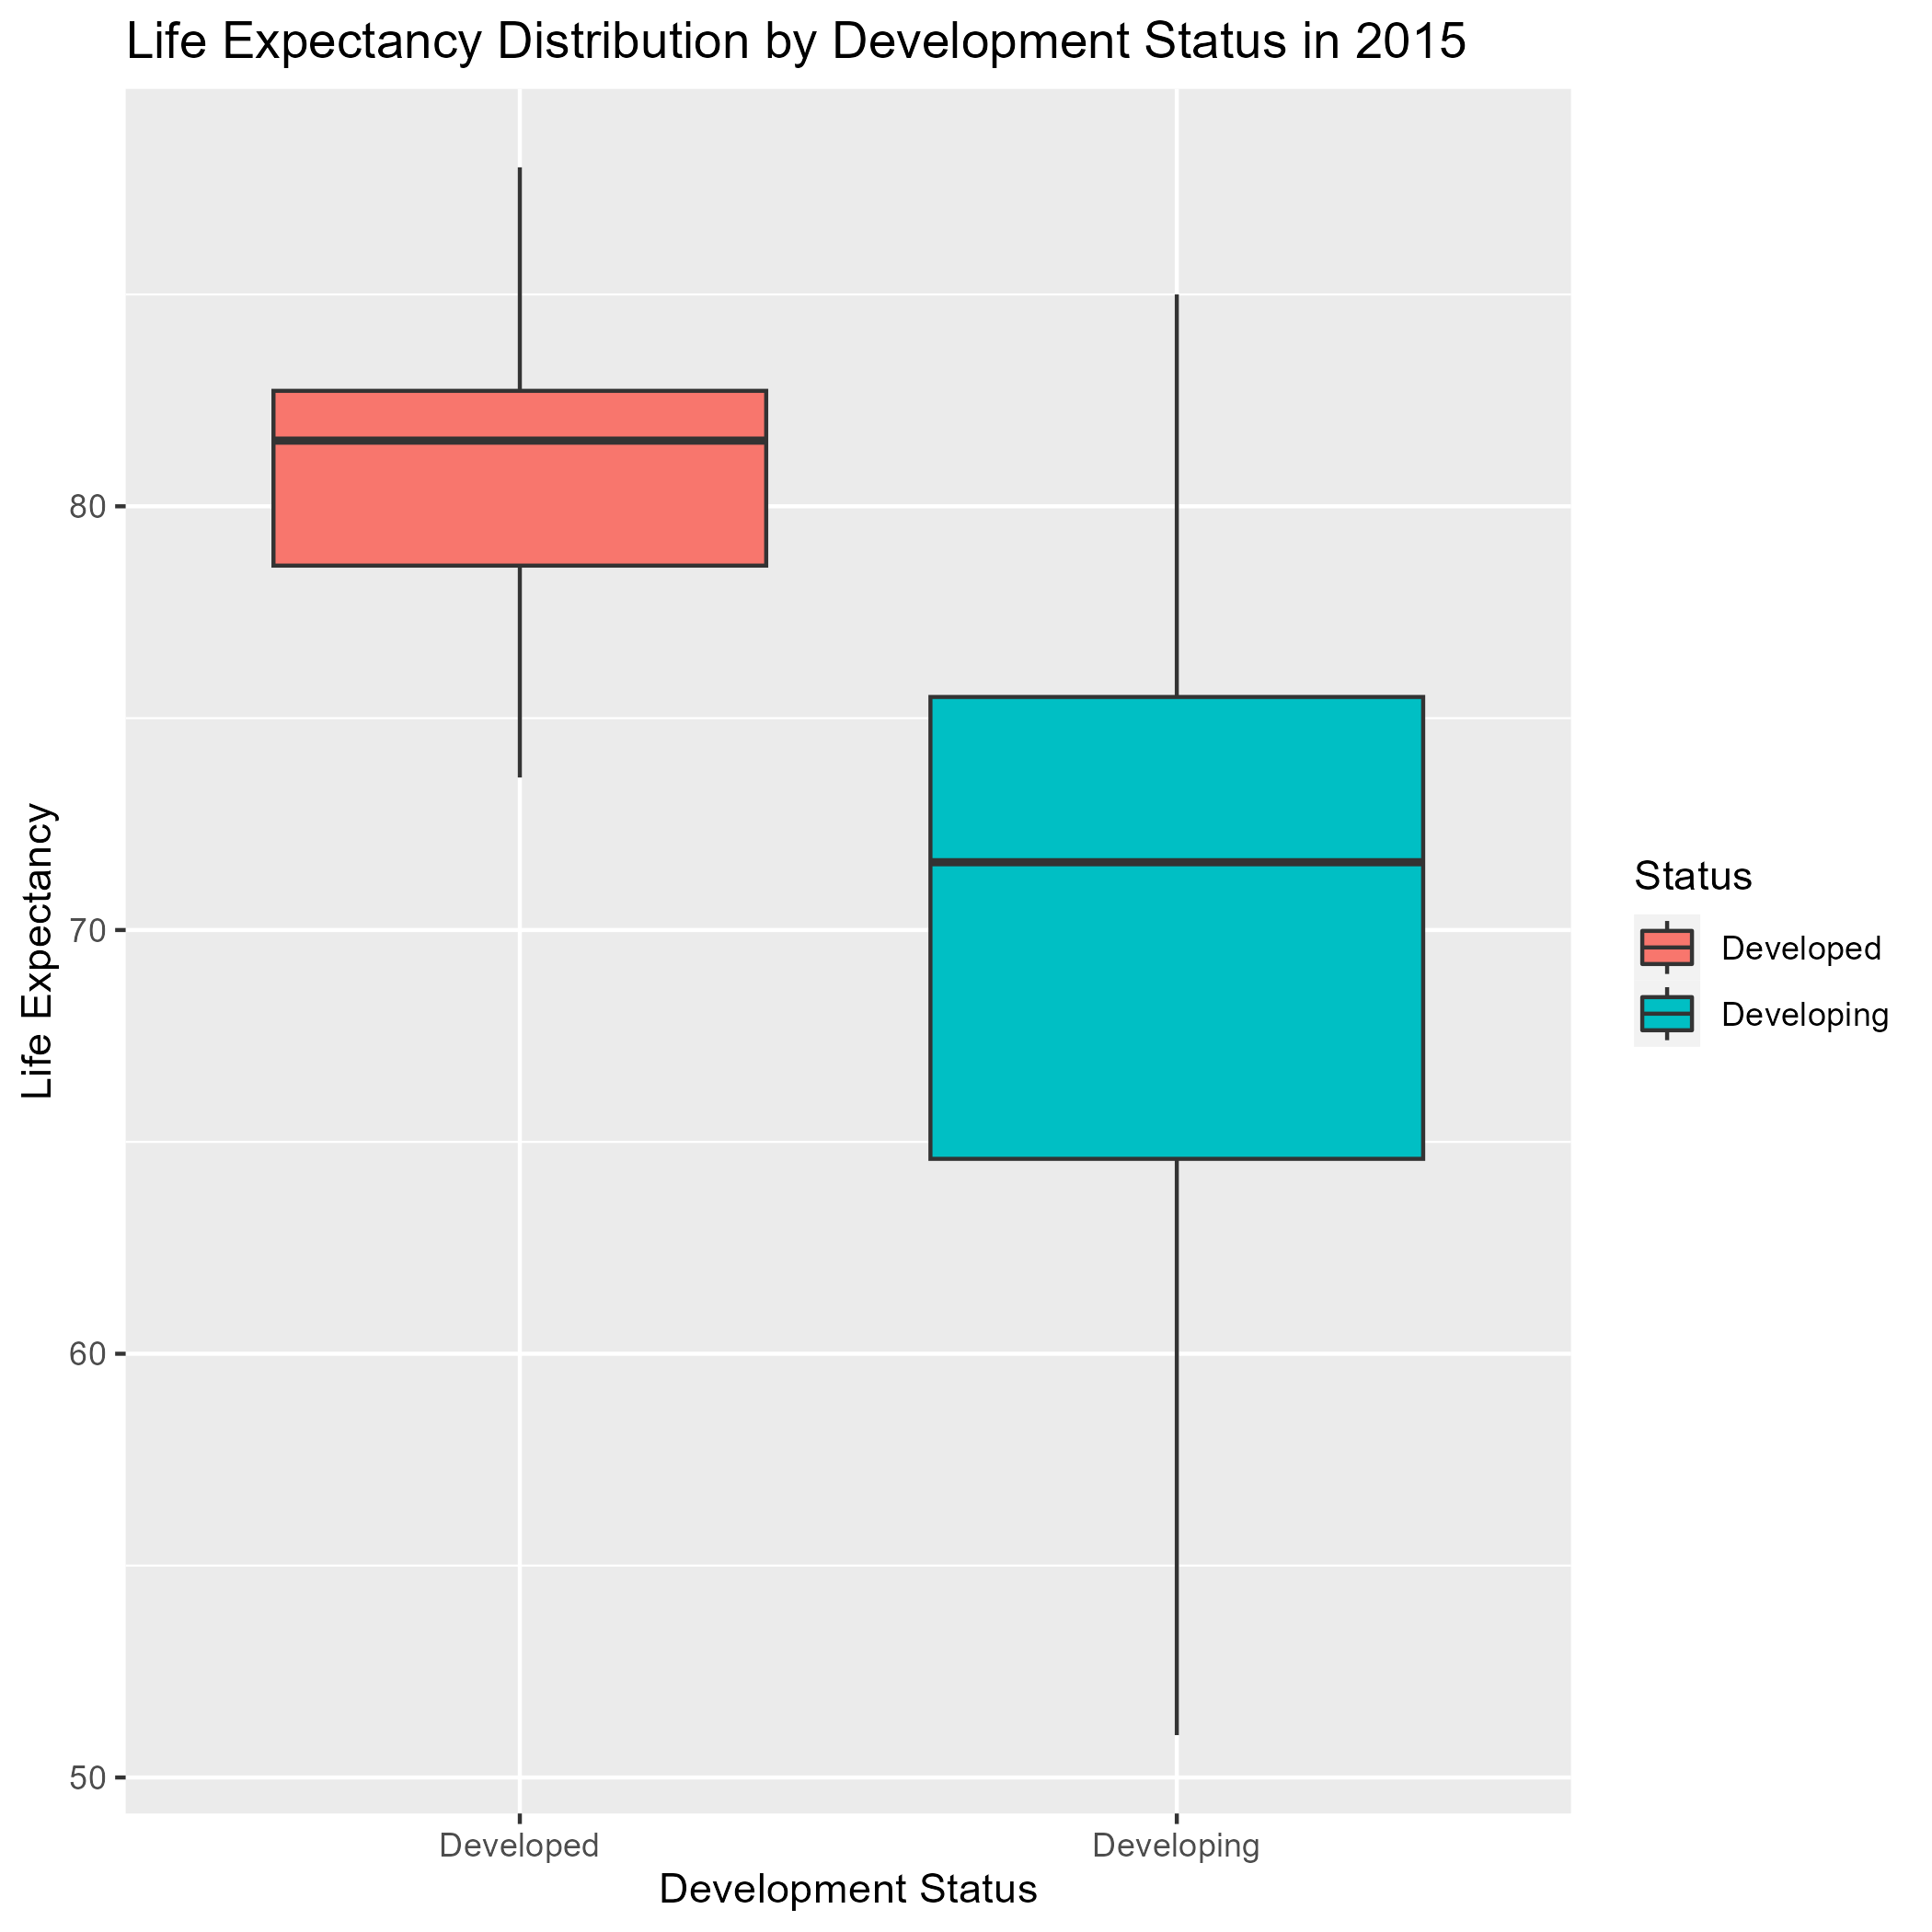 Life Expectancy Distribution by Development Status in 2015
Life Expectancy
80
70
60
50
Developed
Developing
Development Status
Status
Developed
Developing